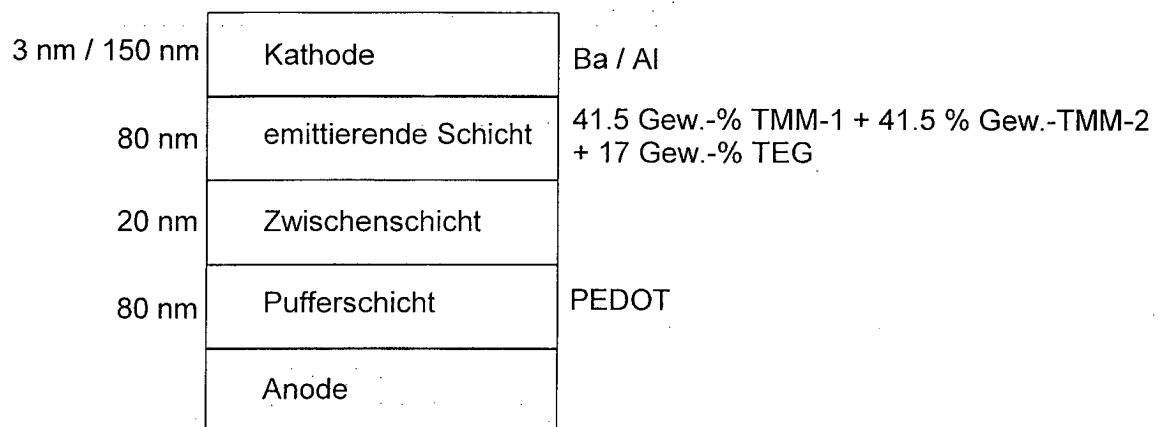 3 nm / 150 nm Kathode Ba / Al
80 nm emittierende Schicht 41.5 Gew.-% TMM-1 + 41.5 % Gew.-TMM-2
+ 17 Gew.-% TEG
20 nm Zwischenschicht
80 nm Pufferschicht PEDOT
Anode